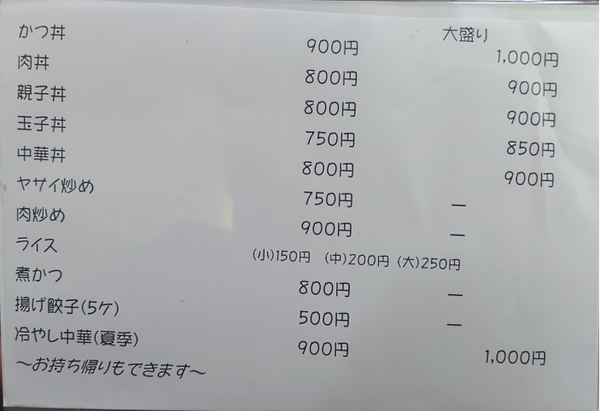 大盛り
かつ丼 900円 1,000円
肉丼 800円 900円
親子丼 800円 900円
玉子丼 750円 850円
中華丼 800円 900円
ヤサイ炒め 750円 ―
肉炒め 900円 ―
ライス (小)150円 (中)200円 (大)250円
煮かつ 800円 ―
揚げ餃子(5ケ) 500円 ―
冷やし中華(夏季) 900円 1,000円
～お持ち帰りもできます～